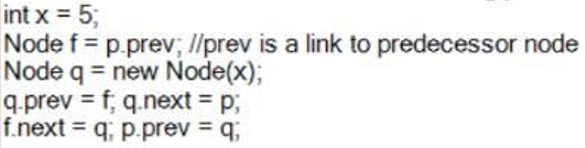 int x = 5;
Node f = p.prev; //prev is a link to predecessor node
Node q = new Node(x);
q.prev = f; q.next = p;
f.next = q; p.prev = q;